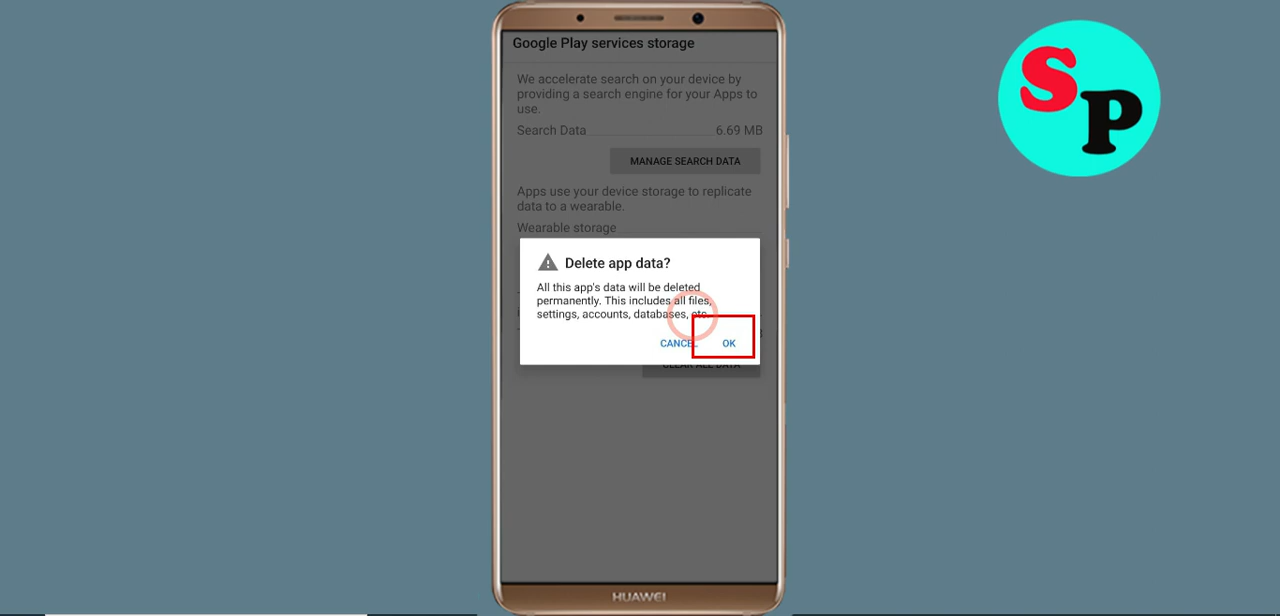 Google Play services storage
We accelerate search on your device by
providing a search engine for your Apps to
use.
Search Data 6.69 MB
MANAGE SEARCH DATA
Apps use your device storage to replicate
data to a wearable.
Wearable storage
Delete app data?
All this app's data will be deleted
permanently. This includes all files,
settings, accounts, databases, etc.
CANCEL OK
CLEAR ALL DATA
HUAWEI
SP